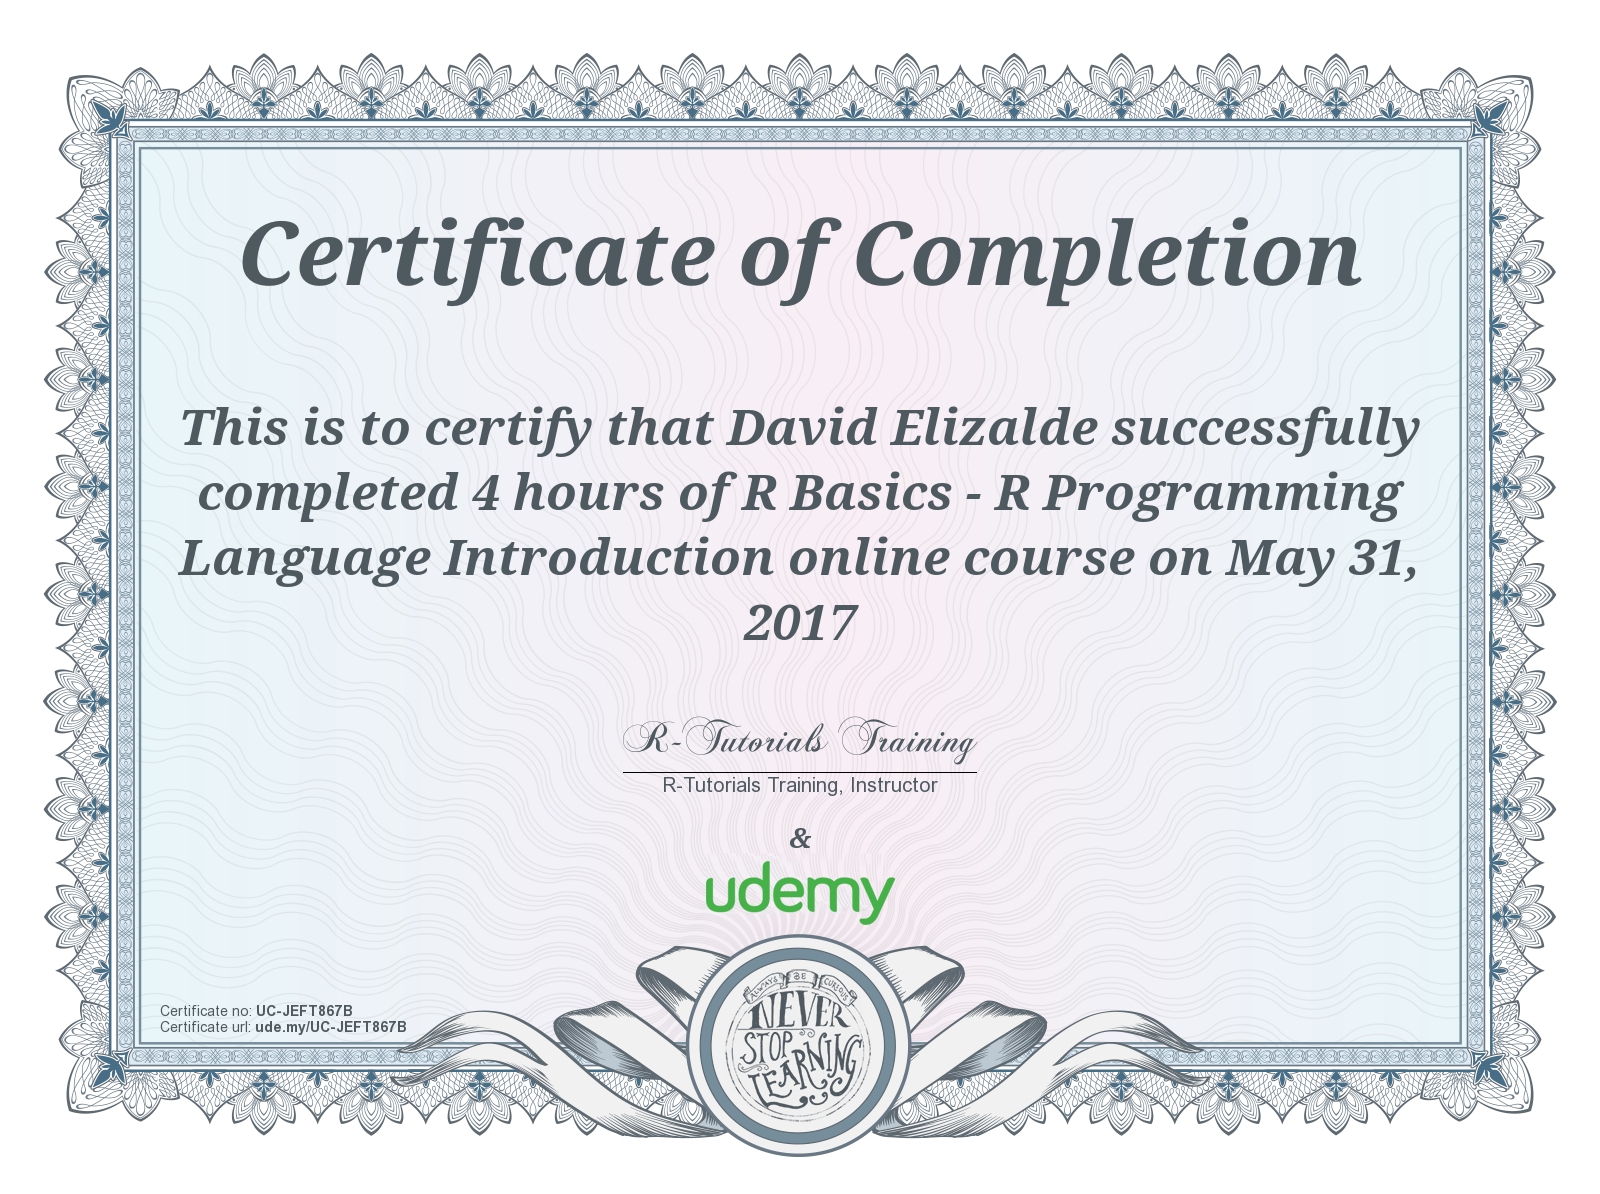 Certificate of Completion
This is to certify that David Elizalde successfully
completed 4 hours of R Basics - R Programming
Language Introduction online course on May 31,
2017
R-Tutorials Training
R-Tutorials Training, Instructor
&
udemy
Certificate no: UC-JEFT867B
Certificate url: ude.my/UC-JEFT867B
ALWAYS BE CURIOUS
NEVER
STOP
LEARNING